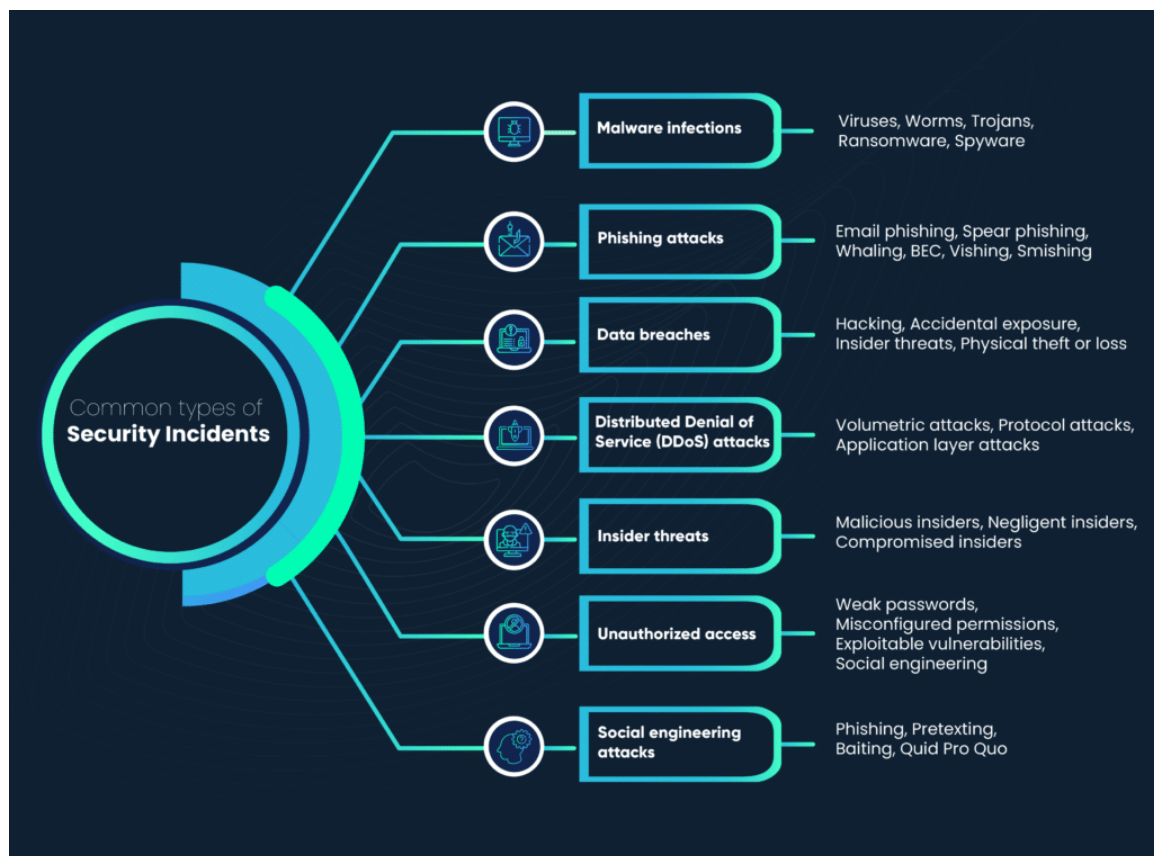 Common types of
Security Incidents
Malware infections
Viruses, Worms, Trojans,
Ransomware, Spyware
Phishing attacks
Email phishing, Spear phishing,
Whaling, BEC, Vishing, Smishing
Data breaches
Hacking, Accidental exposure,
Insider threats, Physical theft or loss
Distributed Denial of
Service (DDoS) attacks
Volumetric attacks, Protocol attacks,
Application layer attacks
Insider threats
Malicious insiders, Negligent insiders,
Compromised insiders
Unauthorized access
Weak passwords,
Misconfigured permissions,
Exploitable vulnerabilities,
Social engineering
Social engineering
attacks
Phishing, Pretexting,
Baiting, Quid Pro Quo